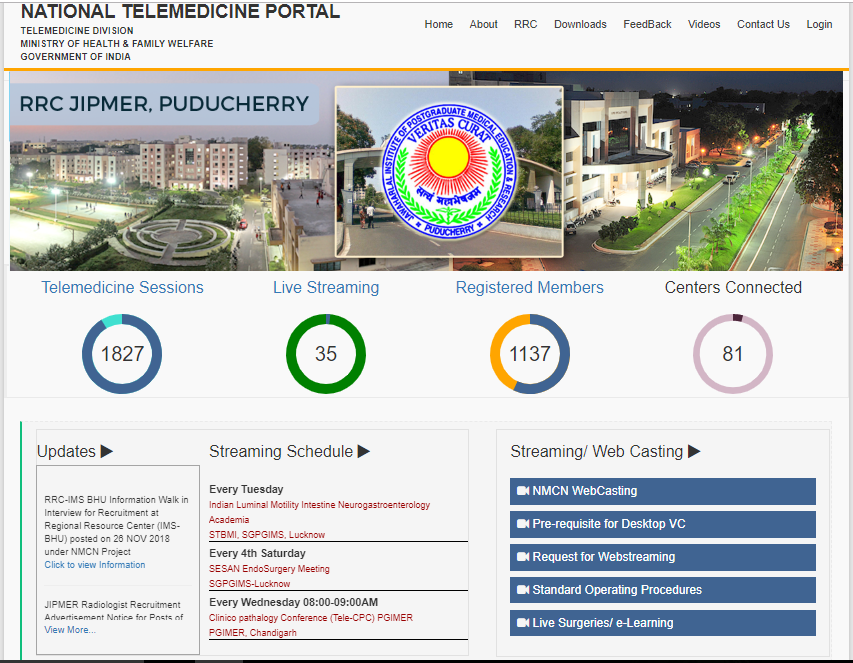 NATIONAL TELEMEDICINE PORTAL
TELEMEDICINE DIVISION
MINISTRY OF HEALTH & FAMILY WELFARE
GOVERNMENT OF INDIA
Home About RRC Downloads FeedBack Videos Contact Us Login
RRC JIPMER, PUDUCHERRY
JAWAHARLAL INSTITUTE OF POSTGRADUATE MEDICAL EDUCATION & RESEARCH
VERITAS CURAT
सत्यं मेवभेषजम्
PUDUCHERRY
Telemedicine Sessions Live Streaming Registered Members Centers Connected
1827 35 1137 81
Updates
RRC-IMS BHU Information Walk in
Interview for Recruitment at
Regional Resource Center (IMS-
BHU) posted on 26 NOV 2018
under NMCN Project
Click to view Information
JIPMER Radiologist Recruitment
Advertisement Notice for Posts of
View More...
Streaming Schedule
Every Tuesday
Indian Luminal Motility Intestine Neurogastroenterology
Academia
STBMI, SGPGIMS, Lucknow
Every 4th Saturday
SESAN EndoSurgery Meeting
SGPGIMS-Lucknow
Every Wednesday 08:00-09:00AM
Clinico pathalogy Conference (Tele-CPC) PGIMER
PGIMER, Chandigarh
Streaming/ Web Casting
NMCN WebCasting
Pre-requisite for Desktop VC
Request for Webstreaming
Standard Operating Procedures
Live Surgeries/ e-Learning